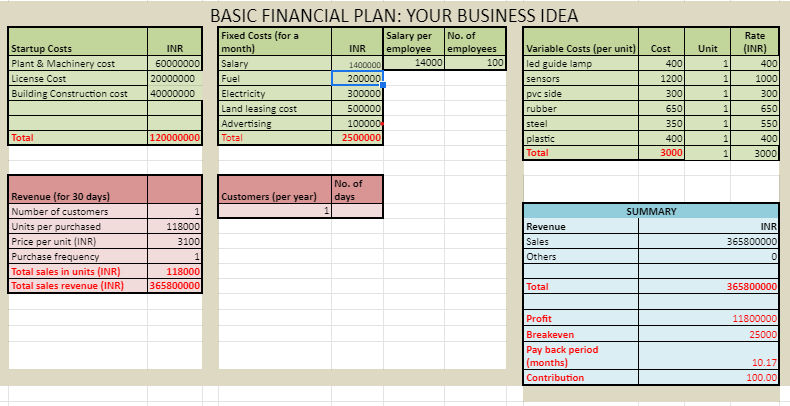 BASIC FINANCIAL PLAN: YOUR BUSINESS IDEA
Startup Costs INR
Plant & Machinery cost 60000000
License Cost 20000000
Building Construction cost 40000000
Total 120000000
Fixed Costs (for a month) INR Salary per employee No. of employees
Salary 1400000 14000 100
Fuel 200000
Electricity 300000
Land leasing cost 500000
Advertising 100000
Total 2500000
Variable Costs (per unit) Cost Unit Rate (INR)
led guide lamp 400 1 400
sensors 1200 1 1000
pvc side 300 1 300
rubber 650 1 650
steel 350 1 550
plastic 400 1 400
Total 3000 1 3000
Revenue (for 30 days)
Number of customers 1
Units per purchased 118000
Price per unit (INR) 3100
Purchase frequency 1
Total sales in units (INR) 118000
Total sales revenue (INR) 365800000
Customers (per year) No. of days
1
SUMMARY
Revenue INR
Sales 365800000
Others 0
Total 365800000
Profit 11800000
Breakeven 25000
Pay back period (months) 10.17
Contribution 100.00